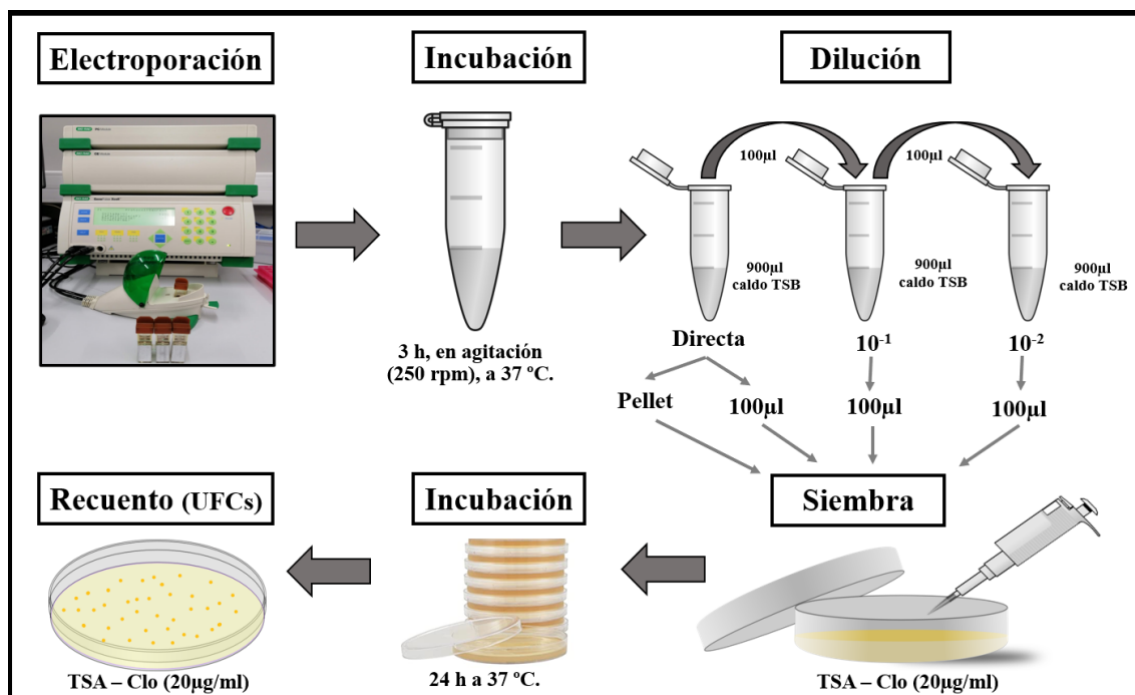 Electroporación
Incubación
Dilución
100µl
100µl
900µl
caldo TSB
900µl
caldo TSB
900µl
caldo TSB
3 h, en agitación
(250 rpm), a 37 ºC.
Directa
10-1
10-2
Pellet
100µl
100µl
100µl
Recuento (UFCs)
Incubación
Siembra
TSA – Clo (20µg/ml)
24 h a 37 ºC.
TSA – Clo (20µg/ml)